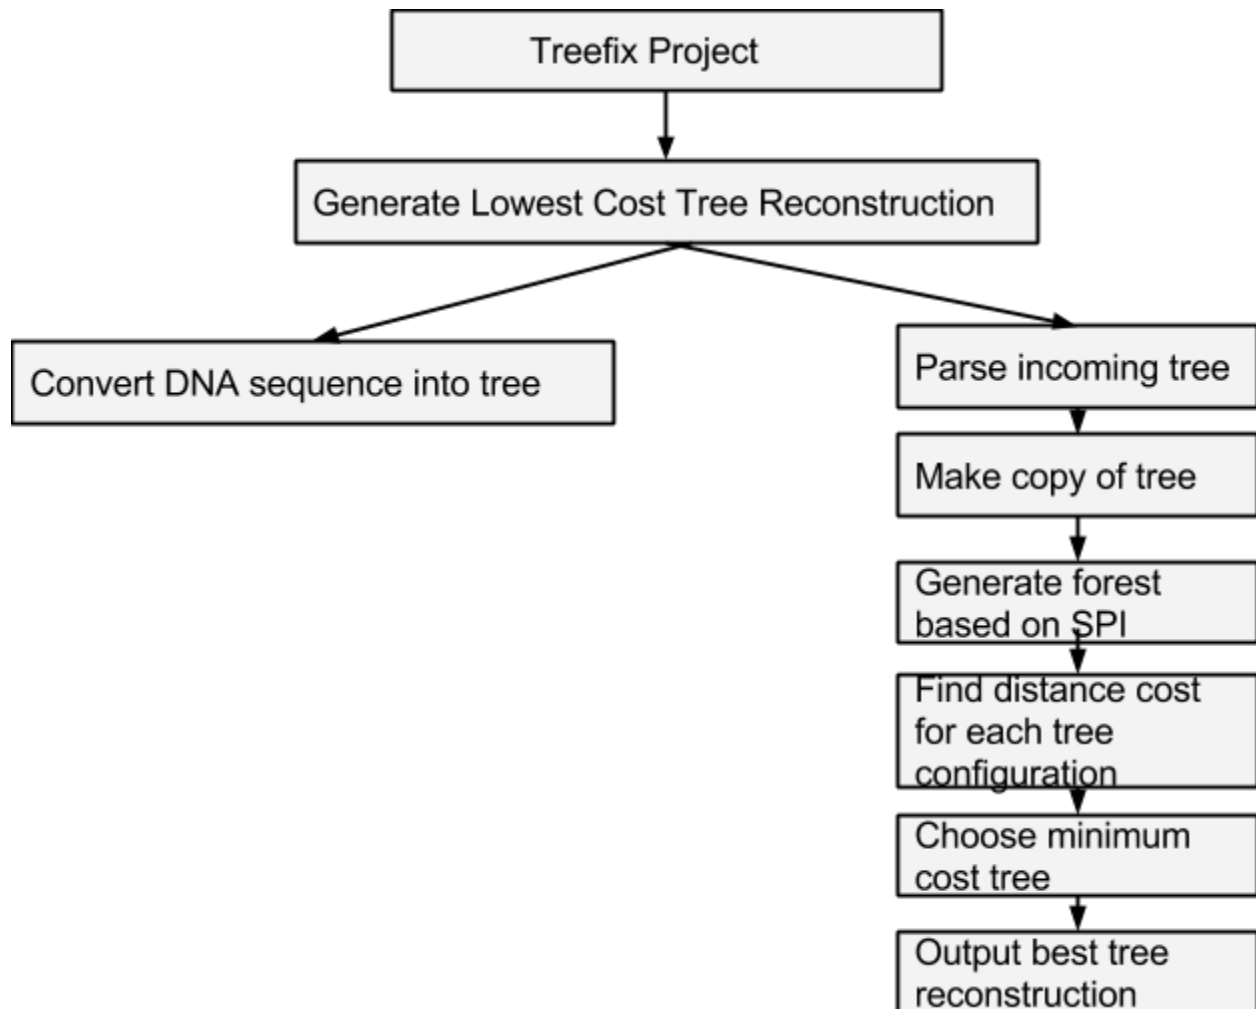 Treefix Project
Generate Lowest Cost Tree Reconstruction
Convert DNA sequence into tree
Parse incoming tree
Make copy of tree
Generate forest
based on SPI
Find distance cost
for each tree
configuration
Choose minimum
cost tree
Output best tree
reconstruction